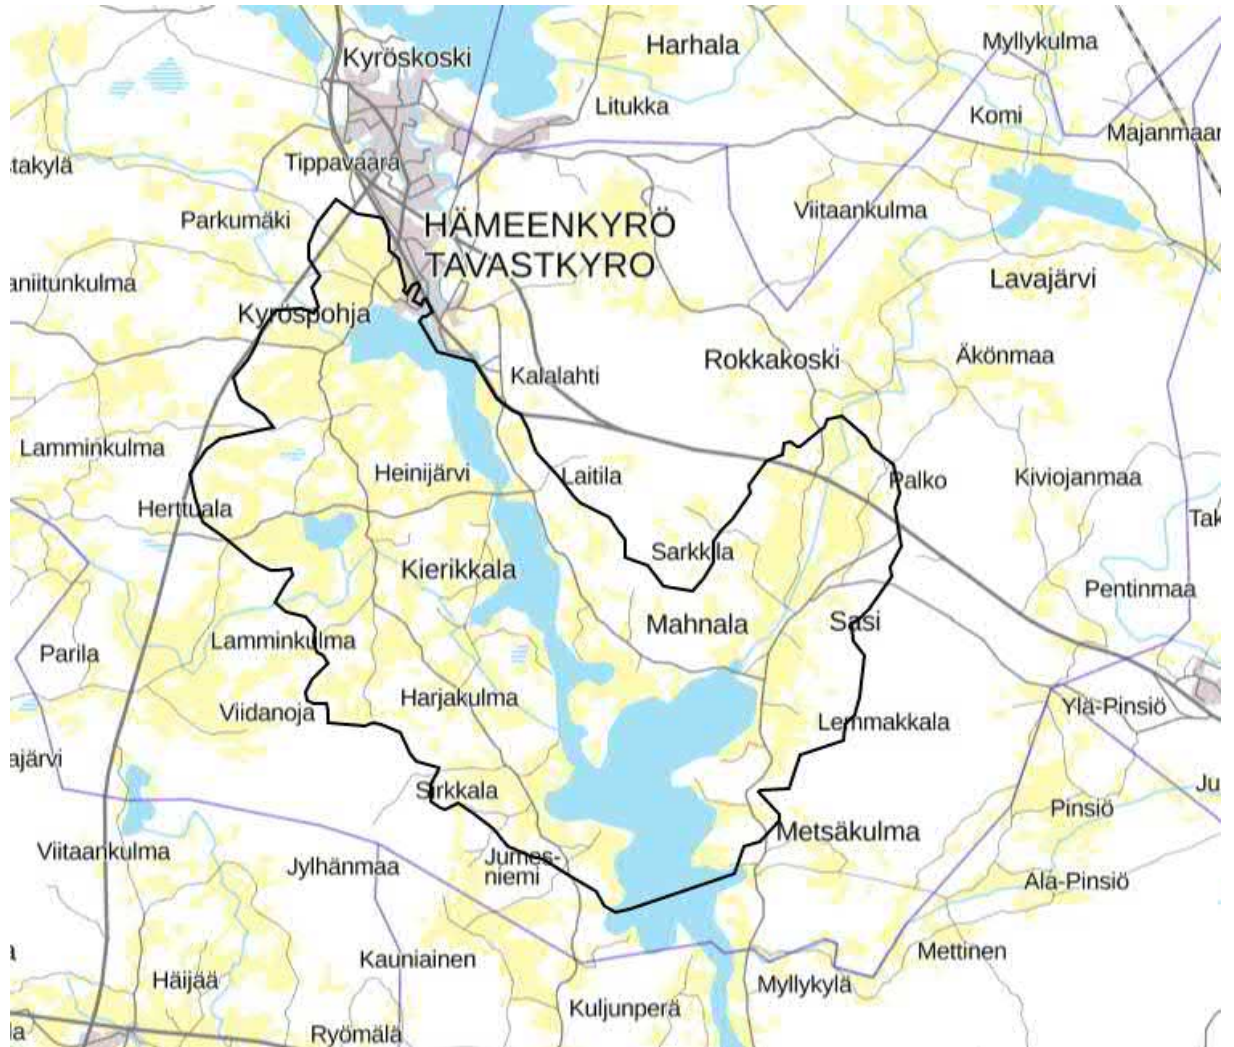 Kyröskoski
Harhala
Myllykulma
Litukka
Komi
Majanmaan
Tippavaara
takylä
Parkumäki
HÄMEENKYRÖ
TAVASTKYRO
Viitaankulma
Lavajärvi
aniitunkulma
Kyröspohja
Rokkakoski
Äkönmaa
Kalalahti
Lamminkulma
Heinijärvi
Laitila
Palko
Kiviojanmaa
Herttuala
Tak
Sarkkila
Kierikkala
Pentinmaa
Mahnala
Sasi
Lamminkulma
Parila
Harjakulma
Viidanoja
Lemmakkala
Ylä-Pinsiö
ajärvi
Sirkkala
Ju
Pinsiö
Metsäkulma
Viitaankulma
Jylhänmaa
Jumes-
niemi
Ala-Pinsiö
Mettinen
Kauniainen
Häijää
Myllykylä
Kuljunperä
Ryömälä
la